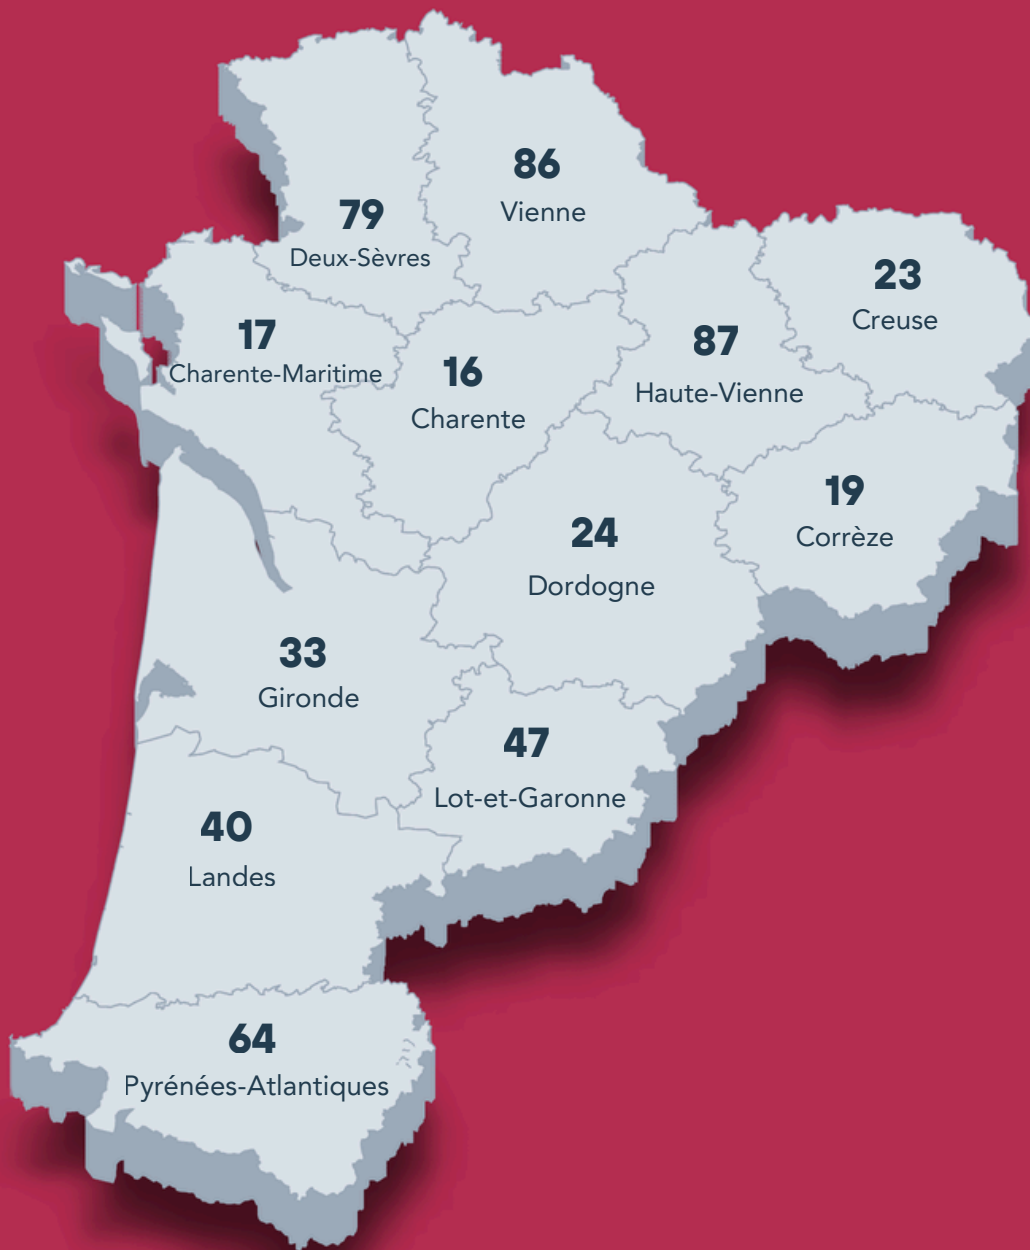 86
Vienne
79
Deux-Sèvres
23
Creuse
17
Charente-Maritime
87
Haute-Vienne
16
Charente
19
Corrèze
24
Dordogne
33
Gironde
47
Lot-et-Garonne
40
Landes
64
Pyrénées-Atlantiques